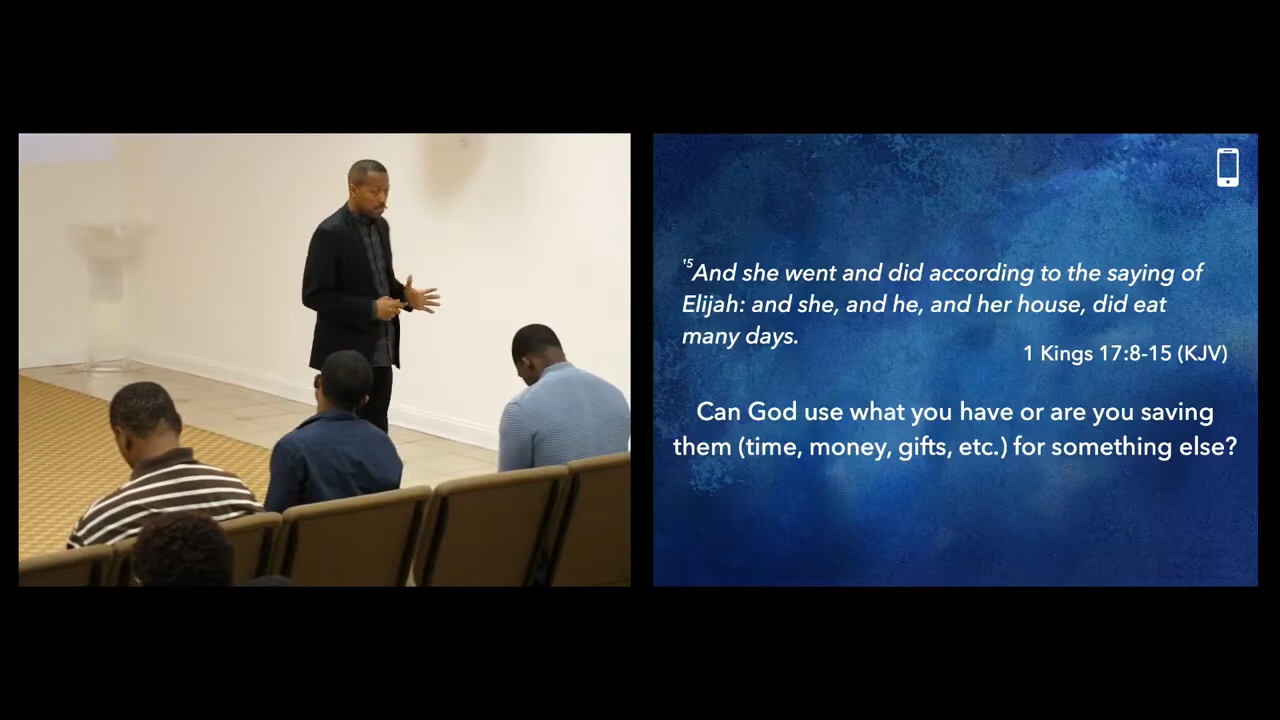 ¹⁵And she went and did according to the saying of
Elijah: and she, and he, and her house, did eat
many days.
1 Kings 17:8-15 (KJV)
Can God use what you have or are you saving
them (time, money, gifts, etc.) for something else?